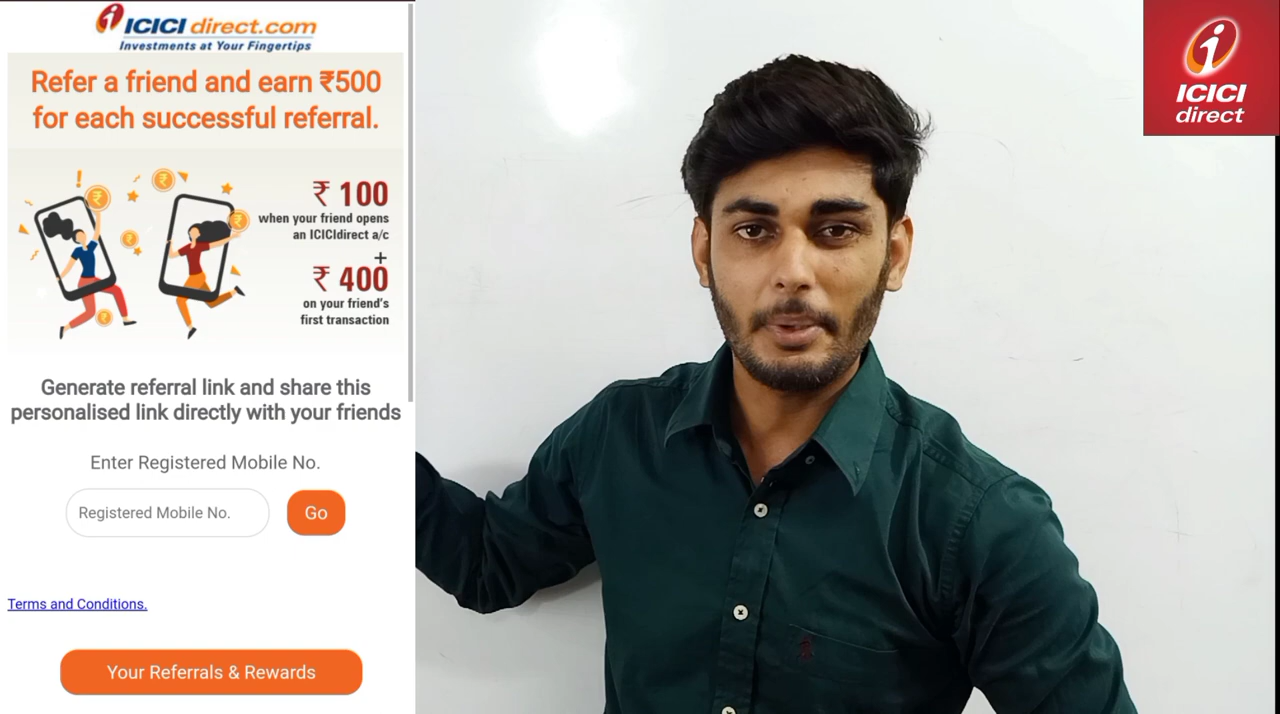 ICICI direct.com
Investments at Your Fingertips
Refer a friend and earn ₹500
for each successful referral.
₹ 100
when your friend opens
an ICICIdirect a/c
+
₹ 400
on your friend's
first transaction
Generate referral link and share this
personalised link directly with your friends
Enter Registered Mobile No.
Registered Mobile No.
Go
Terms and Conditions.
Your Referrals & Rewards
ICICI
direct